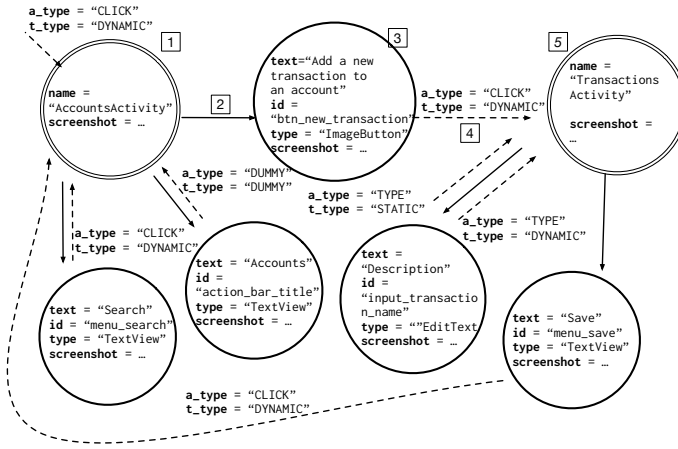 a_type = “CLICK”
t_type = “DYNAMIC”
1
name =
“AccountsActivity”
screenshot = …
2
3
text=“Add a new
transaction to
an account”
id =
“btn_new_transaction”
type = “ImageButton”
screenshot = …
a_type = “CLICK”
t_type = “DYNAMIC”
4
5
name =
“Transactions
Activity”
screenshot =
…
a_type = “DUMMY”
t_type = “DUMMY”
a_type = “TYPE”
t_type = “STATIC”
a_type = “TYPE”
t_type = “DYNAMIC”
a_type = “CLICK”
t_type = “DYNAMIC”
text = “Search”
id = “menu_search”
type = “TextView”
screenshot = …
text = “Accounts”
id =
“action_bar_title”
type = “TextView”
screenshot = …
text =
“Description”
id =
“input_transactio
n_name”
type = “”EditText
screenshot = …
text = “Save”
id = “menu_save”
type = “TextView”
screenshot = …
a_type = “CLICK”
t_type = “DYNAMIC”